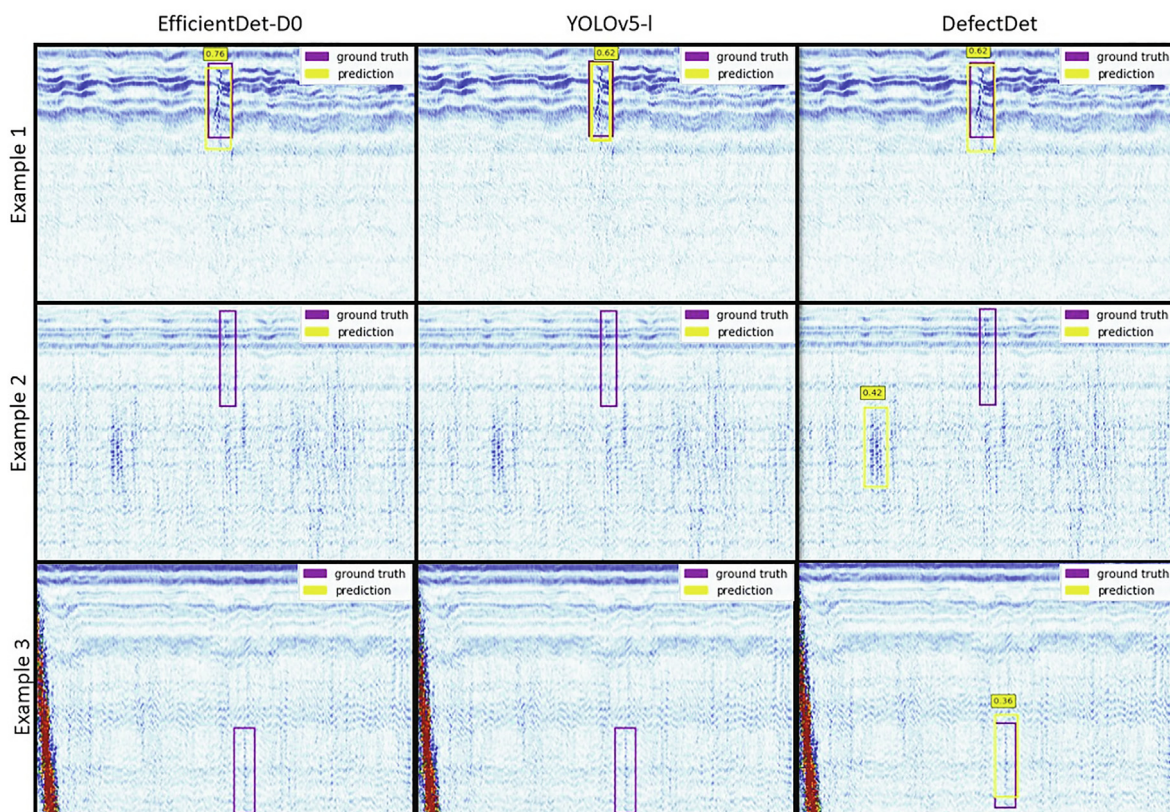 EfficientDet-D0 YOLOv5-l DefectDet
Example 1
0.76
ground truth
prediction
0.62
ground truth
prediction
0.62
ground truth
prediction
Example 2
ground truth
prediction
ground truth
prediction
ground truth
prediction
0.42
Example 3
ground truth
prediction
ground truth
prediction
ground truth
prediction
0.36